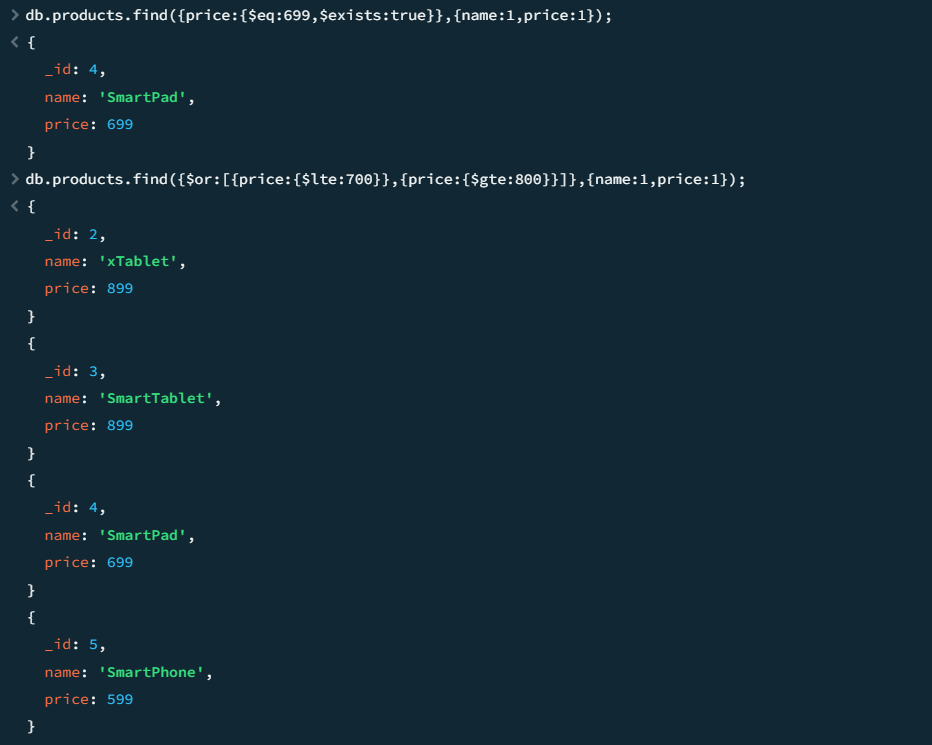 > db.products.find({price:{$eq:699,$exists:true}},{name:1,price:1});
< {
_id: 4,
name: 'SmartPad',
price: 699
}
> db.products.find({$or:[{price:{$lte:700}},{price:{$gte:800}}]},{name:1,price:1});
< {
_id: 2,
name: 'xTablet',
price: 899
}
{
_id: 3,
name: 'SmartTablet',
price: 899
}
{
_id: 4,
name: 'SmartPad',
price: 699
}
{
_id: 5,
name: 'SmartPhone',
price: 599
}